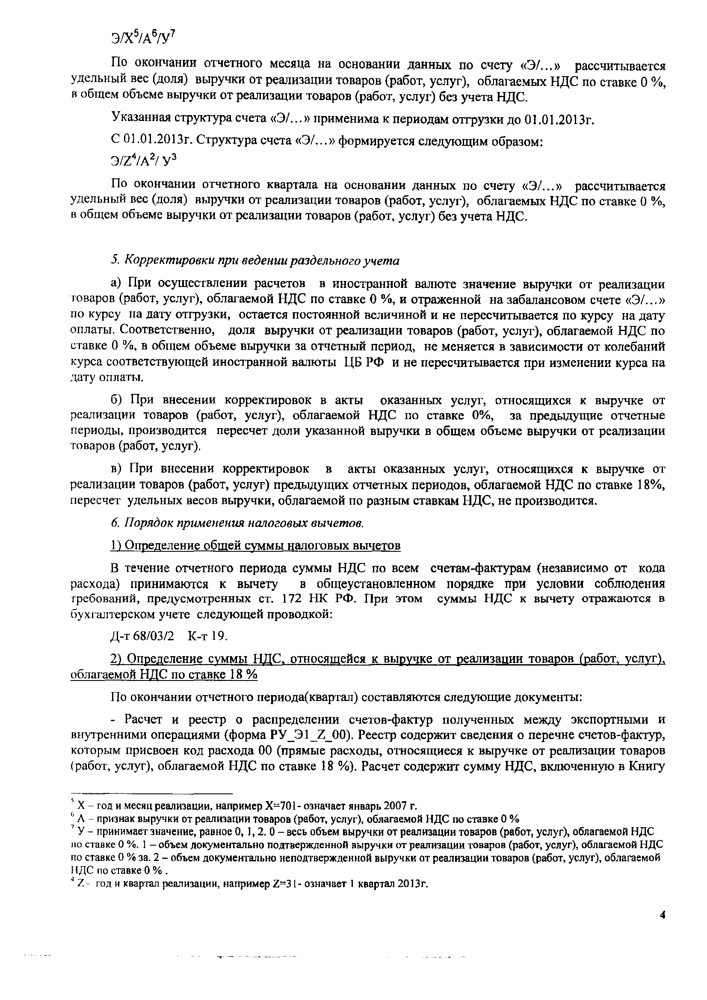 Э/Х⁵/А⁶/У⁷
По окончании отчетного месяца на основании данных по счету «Э/...» рассчитывается
удельный вес (доля) выручки от реализации товаров (работ, услуг), облагаемых НДС по ставке 0 %,
в общем объеме выручки от реализации товаров (работ, услуг) без учета НДС.
Указанная структура счета «Э/...» применима к периодам отгрузки до 01.01.2013г.
С 01.01.2013г. Структура счета «Э/...» формируется следующим образом:
Э/Z⁴/А²/ У³
По окончании отчетного квартала на основании данных по счету «Э/...» рассчитывается
удельный вес (доля) выручки от реализации товаров (работ, услуг), облагаемых НДС по ставке 0 %,
в общем объеме выручки от реализации товаров (работ, услуг) без учета НДС.
5. Корректировки при ведении раздельного учета
а) При осуществлении расчетов в иностранной валюте значение выручки от реализации
товаров (работ, услуг), облагаемой НДС по ставке 0 %, и отраженной на забалансовом счете «Э/...»
по курсу на дату отгрузки, остается постоянной величиной и не пересчитывается по курсу на дату
оплаты. Соответственно, доля выручки от реализации товаров (работ, услуг), облагаемой НДС по
ставке 0 %, в общем объеме выручки за отчетный период, не меняется в зависимости от колебаний
курса соответствующей иностранной валюты ЦБ РФ и не пересчитывается при изменении курса на
дату оплаты.
б) При внесении корректировок в акты оказанных услуг, относящихся к выручке от
реализации товаров (работ, услуг), облагаемой НДС по ставке 0%, за предыдущие отчетные
периоды, производится пересчет доли указанной выручки в общем объеме выручки от реализации
товаров (работ, услуг).
в) При внесении корректировок в акты оказанных услуг, относящихся к выручке от
реализации товаров (работ, услуг) предыдущих отчетных периодов, облагаемой НДС по ставке 18%,
пересчет удельных весов выручки, облагаемой по разным ставкам НДС, не производится.
6. Порядок применения налоговых вычетов.
1) Определение общей суммы налоговых вычетов
В течение отчетного периода суммы НДС по всем счетам-фактурам (независимо от кода
расхода) принимаются к вычету в общеустановленном порядке при условии соблюдения
требований, предусмотренных ст. 172 НК РФ. При этом суммы НДС к вычету отражаются в
бухгалтерском учете следующей проводкой:
Д-т 68/03/2 К-т 19.
2) Определение суммы НДС, относящейся к выручке от реализации товаров (работ, услуг),
облагаемой НДС по ставке 18 %
По окончании отчетного периода(квартал) составляются следующие документы:
- Расчет и реестр о распределении счетов-фактур полученных между экспортными и
внутренними операциями (форма РУ_Э1_Z_00). Реестр содержит сведения о перечне счетов-фактур,
которым присвоен код расхода 00 (прямые расходы, относящиеся к выручке от реализации товаров
(работ, услуг), облагаемой НДС по ставке 18 %). Расчет содержит сумму НДС, включенную в Книгу
⁵ Х – год и месяц реализации, например Х=701- означает январь 2007 г.
⁶ А – признак выручки от реализации товаров (работ, услуг), облагаемой НДС по ставке 0 %
⁷ У – принимает значение, равное 0, 1, 2. 0 – весь объем выручки от реализации товаров (работ, услуг), облагаемой НДС
по ставке 0 %. 1 – объем документально подтвержденной выручки от реализации товаров (работ, услуг), облагаемой НДС
по ставке 0 % за. 2 – объем документально неподтвержденной выручки от реализации товаров (работ, услуг), облагаемой
НДС по ставке 0 % .
⁴ Z - год и квартал реализации, например Z=31- означает 1 квартал 2013г.
4